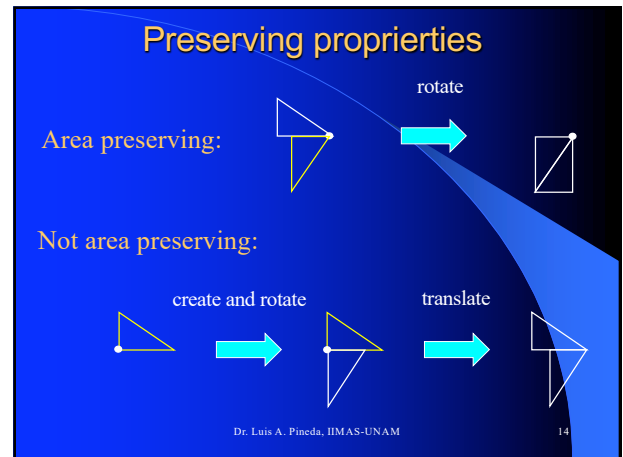 Preserving proprierties
rotate
Area preserving:
Not area preserving:
create and rotate
translate
Dr. Luis A. Pineda, IIMAS-UNAM
14